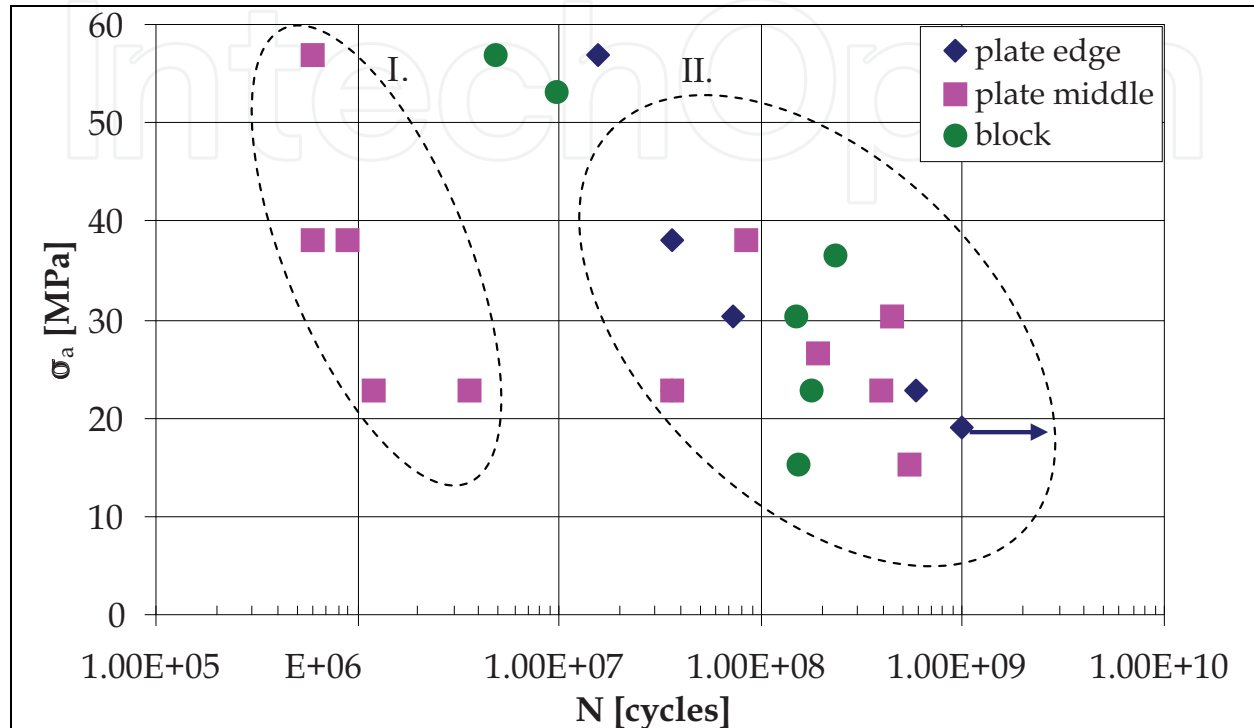 IntechOpen
60
50
40
30
20
10
0
σa [MPa]
I.
II.
plate edge
plate middle
block
1.00E+05 E+06 1.00E+07 1.00E+08 1.00E+09 1.00E+10
N [cycles]